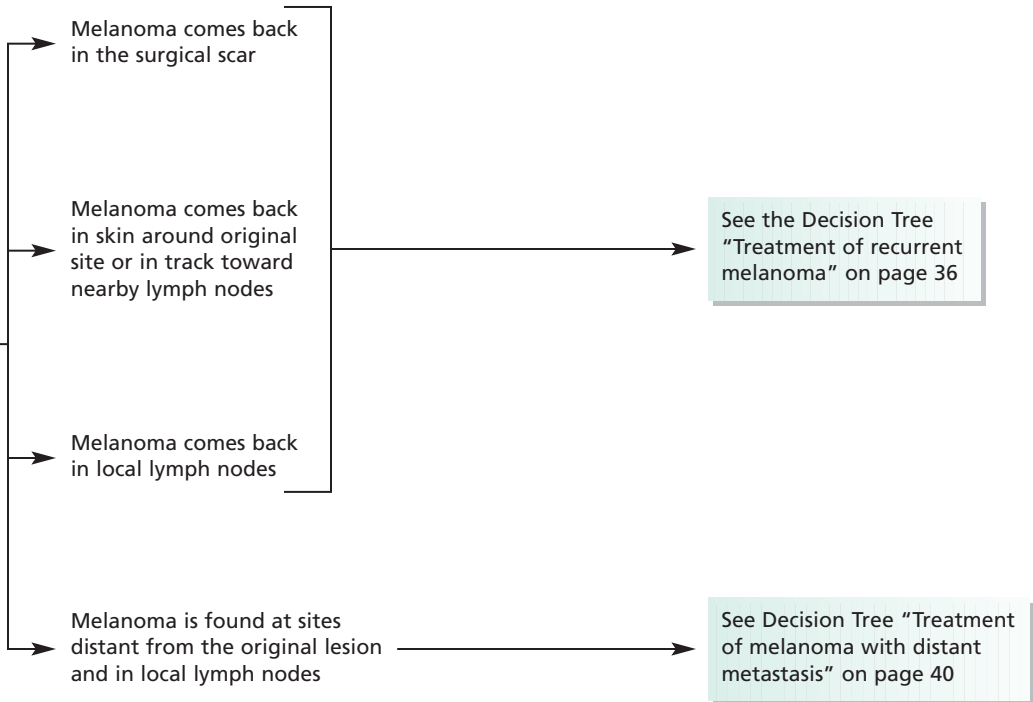 Melanoma comes back
in the surgical scar
Melanoma comes back
in skin around original
site or in track toward
nearby lymph nodes
See the Decision Tree
“Treatment of recurrent
melanoma” on page 36
Melanoma comes back
in local lymph nodes
Melanoma is found at sites
distant from the original lesion
and in local lymph nodes
See Decision Tree “Treatment
of melanoma with distant
metastasis” on page 40